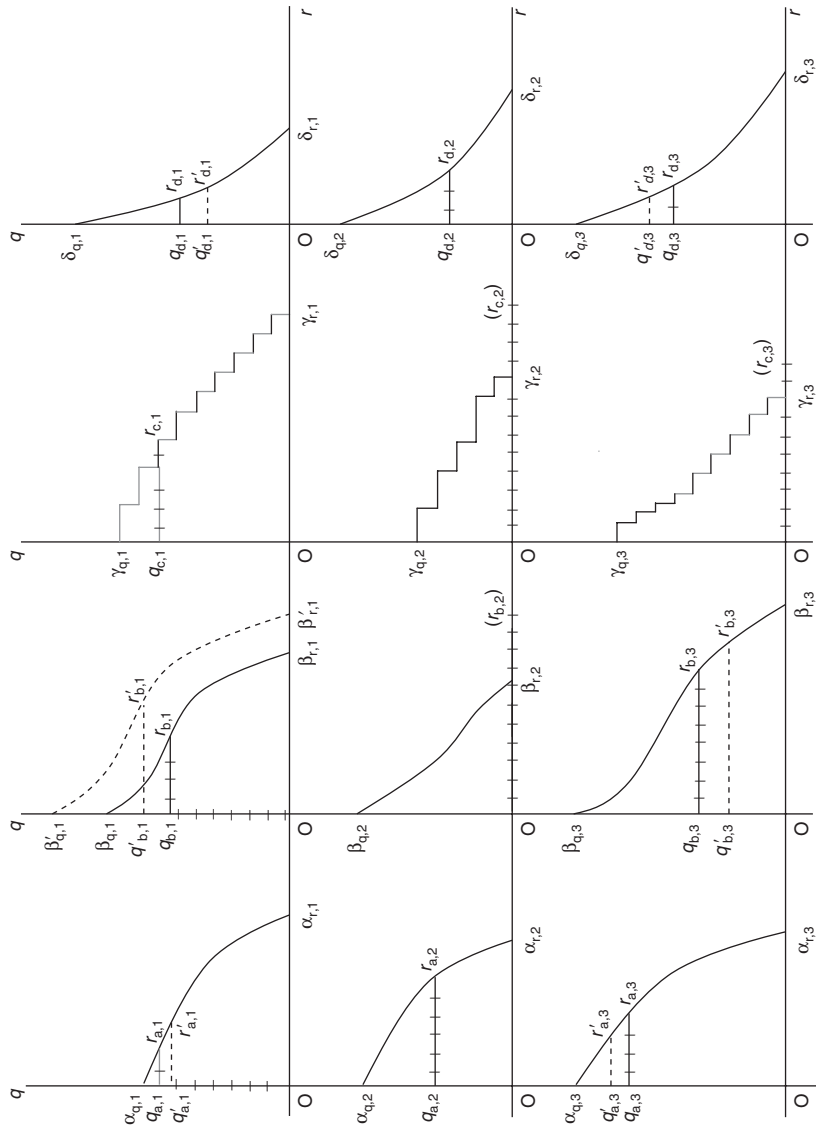 q
α_q,1
q_a,1
q′_a,1
r_a,1
r′_a,1
O
α_r,1
q
β′_q,1
β_q,1
q′_b,1
q_b,1
r′_b,1
r_b,1
O
β_r,1
β′_r,1
q
γ_q,1
q_c,1
r_c,1
O
γ_r,1
q
δ_q,1
q_d,1
q′_d,1
r_d,1
r′_d,1
O
δ_r,1
r
α_q,2
q_a,2
r_a,2
O
α_r,2
β_q,2
(r_b,2)
O
β_r,2
γ_q,2
(r_c,2)
O
γ_r,2
δ_q,2
q_d,2
r_d,2
O
δ_r,2
r
α_q,3
q′_a,3
q_a,3
r′_a,3
r_a,3
O
α_r,3
β_q,3
q_b,3
q′_b,3
r_b,3
r′_b,3
O
β_r,3
γ_q,3
(r_c,3)
O
γ_r,3
δ_q,3
q′_d,3
q_d,3
r′_d,3
r_d,3
O
δ_r,3
r